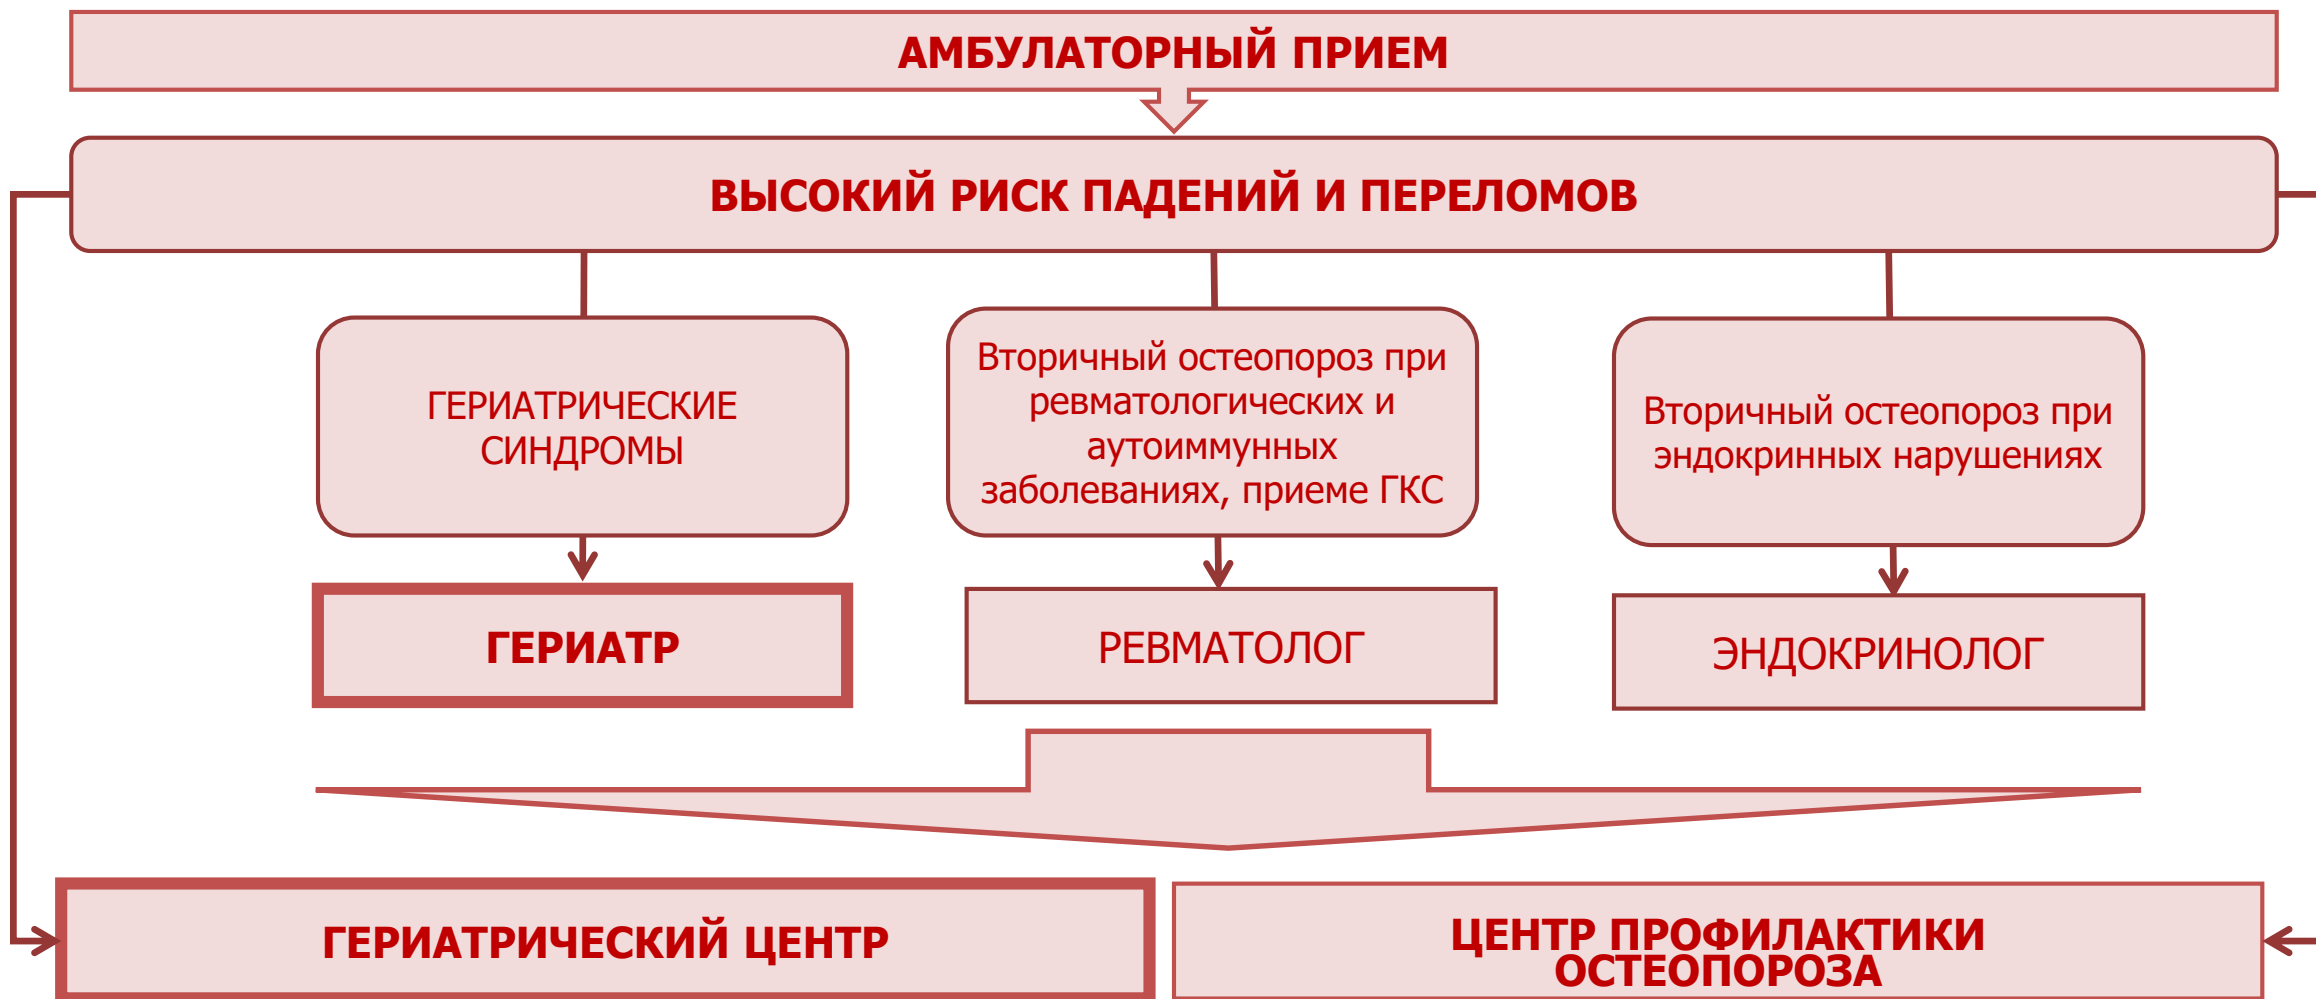 АМБУЛАТОРНЫЙ ПРИЕМ
ВЫСОКИЙ РИСК ПАДЕНИЙ И ПЕРЕЛОМОВ
ГЕРИАТРИЧЕСКИЕ
СИНДРОМЫ
Вторичный остеопороз при
ревматологических и
аутоиммунных
заболеваниях, приеме ГКС
Вторичный остеопороз при
эндокринных нарушениях
ГЕРИАТР
РЕВМАТОЛОГ
ЭНДОКРИНОЛОГ
ГЕРИАТРИЧЕСКИЙ ЦЕНТР
ЦЕНТР ПРОФИЛАКТИКИ
ОСТЕОПОРОЗА